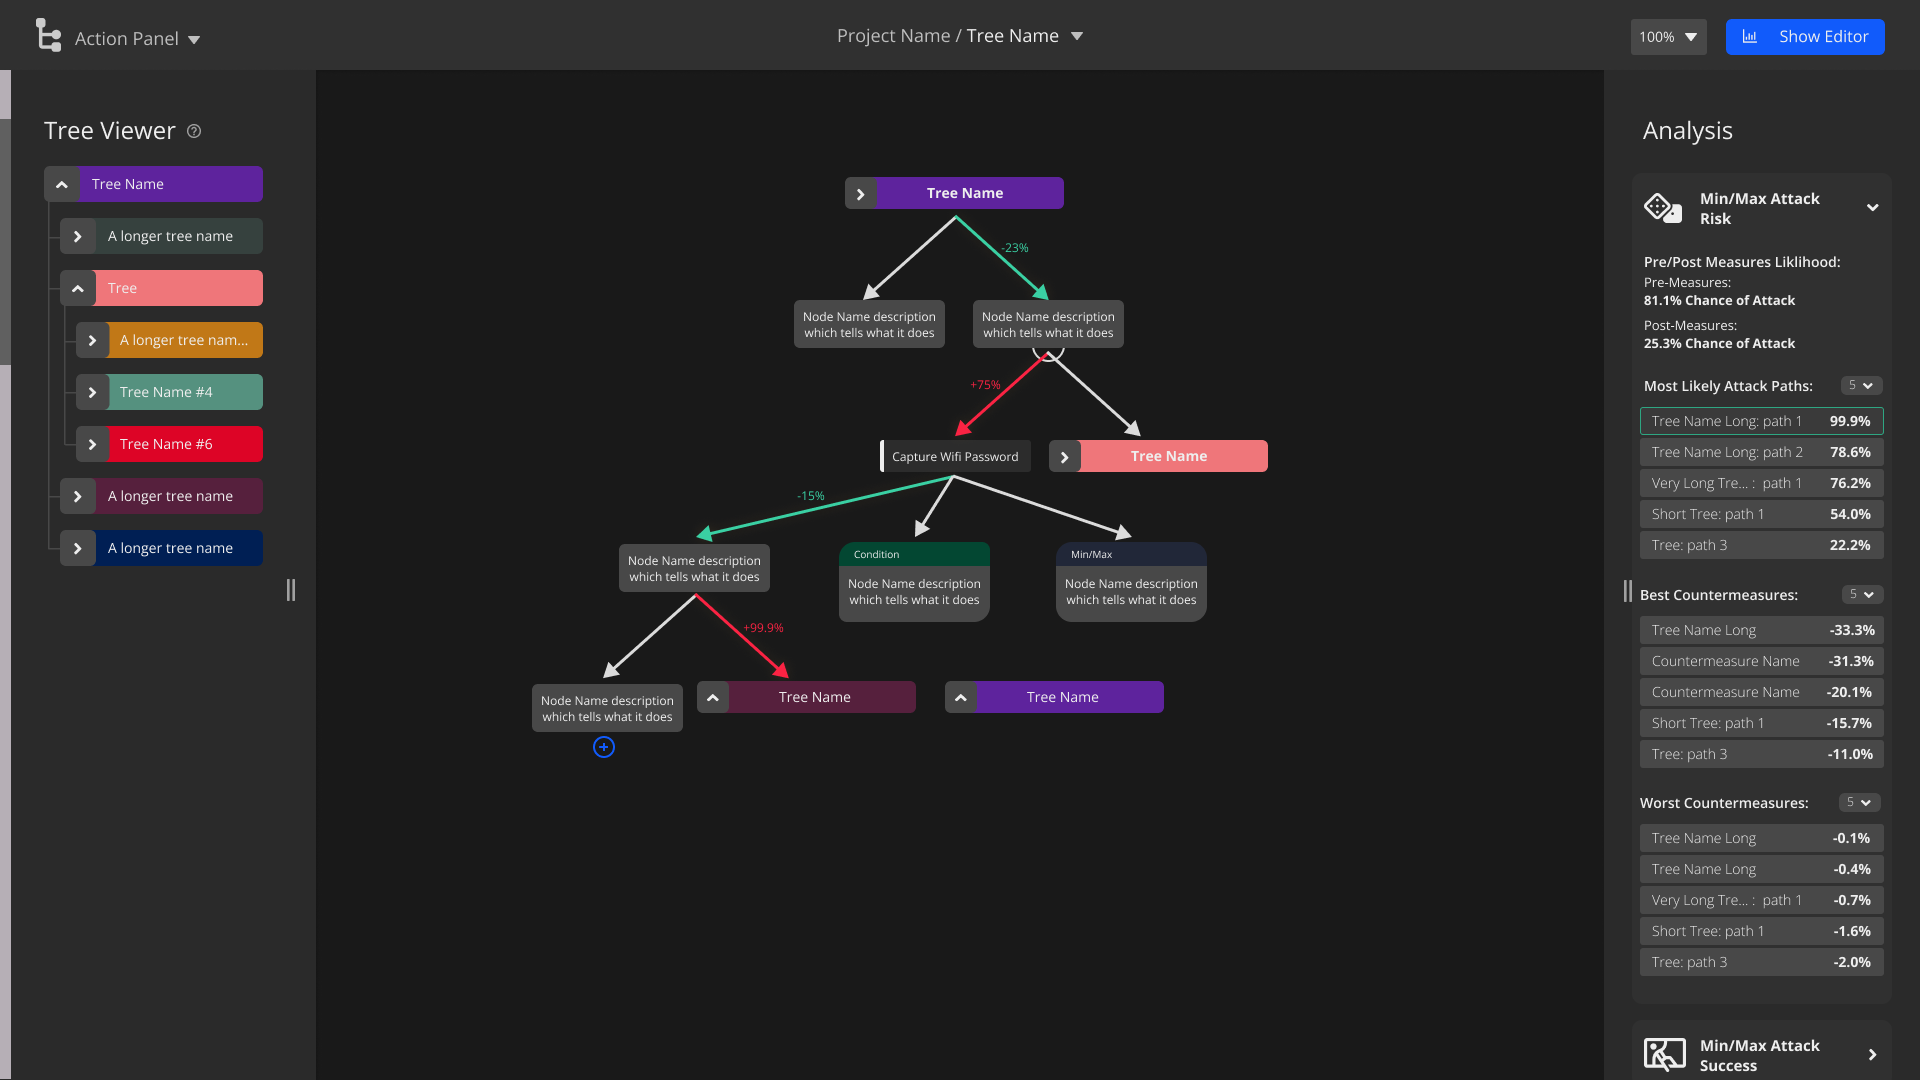 Action Panel
Project Name / Tree Name
100%
Show Editor
Tree Viewer
Tree Name
A longer tree name
Tree
A longer tree nam...
Tree Name #4
Tree Name #6
A longer tree name
A longer tree name
Tree Name
-23%
Node Name description
which tells what it does
Node Name description
which tells what it does
+75%
Capture Wifi Password
Tree Name
-15%
Node Name description
which tells what it does
Condition
Node Name description
which tells what it does
Min/Max
Node Name description
which tells what it does
+99.9%
Node Name description
which tells what it does
Tree Name
Tree Name
Analysis
Min/Max Attack
Risk
Pre/Post Measures Liklihood:
Pre-Measures:
81.1% Chance of Attack
Post-Measures:
25.3% Chance of Attack
Most Likely Attack Paths: 5
Tree Name Long: path 1 99.9%
Tree Name Long: path 2 78.6%
Very Long Tre... : path 1 76.2%
Short Tree: path 1 54.0%
Tree: path 3 22.2%
Best Countermeasures: 5
Tree Name Long -33.3%
Countermeasure Name -31.3%
Countermeasure Name -20.1%
Short Tree: path 1 -15.7%
Tree: path 3 -11.0%
Worst Countermeasures: 5
Tree Name Long -0.1%
Tree Name Long -0.4%
Very Long Tre... : path 1 -0.7%
Short Tree: path 1 -1.6%
Tree: path 3 -2.0%
Min/Max Attack
Success